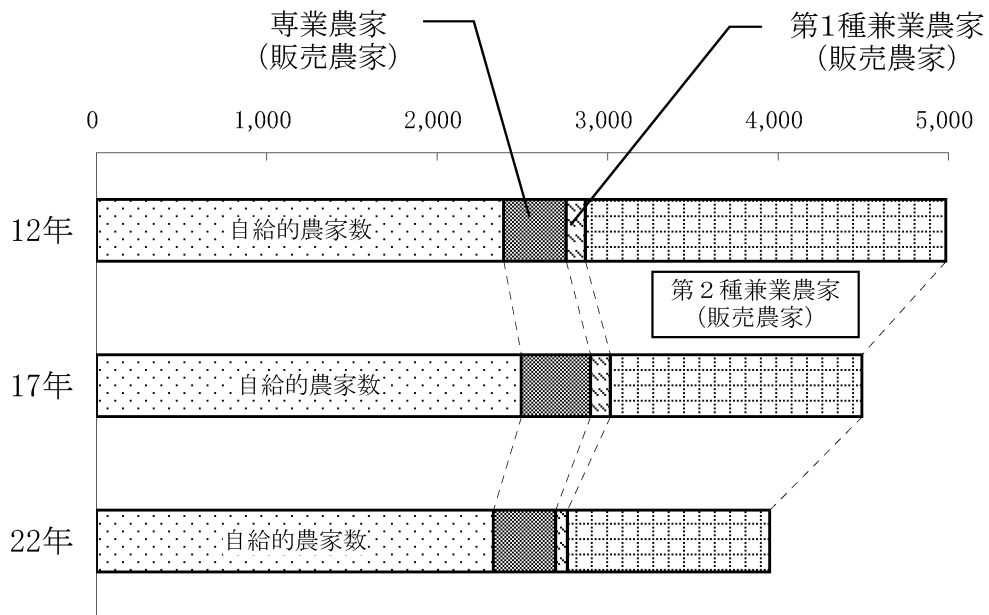 専業農家
（販売農家）
第1種兼業農家
（販売農家）
0
1,000
2,000
3,000
4,000
5,000
12年
自給的農家数
第２種兼業農家
（販売農家）
17年
自給的農家数
22年
自給的農家数